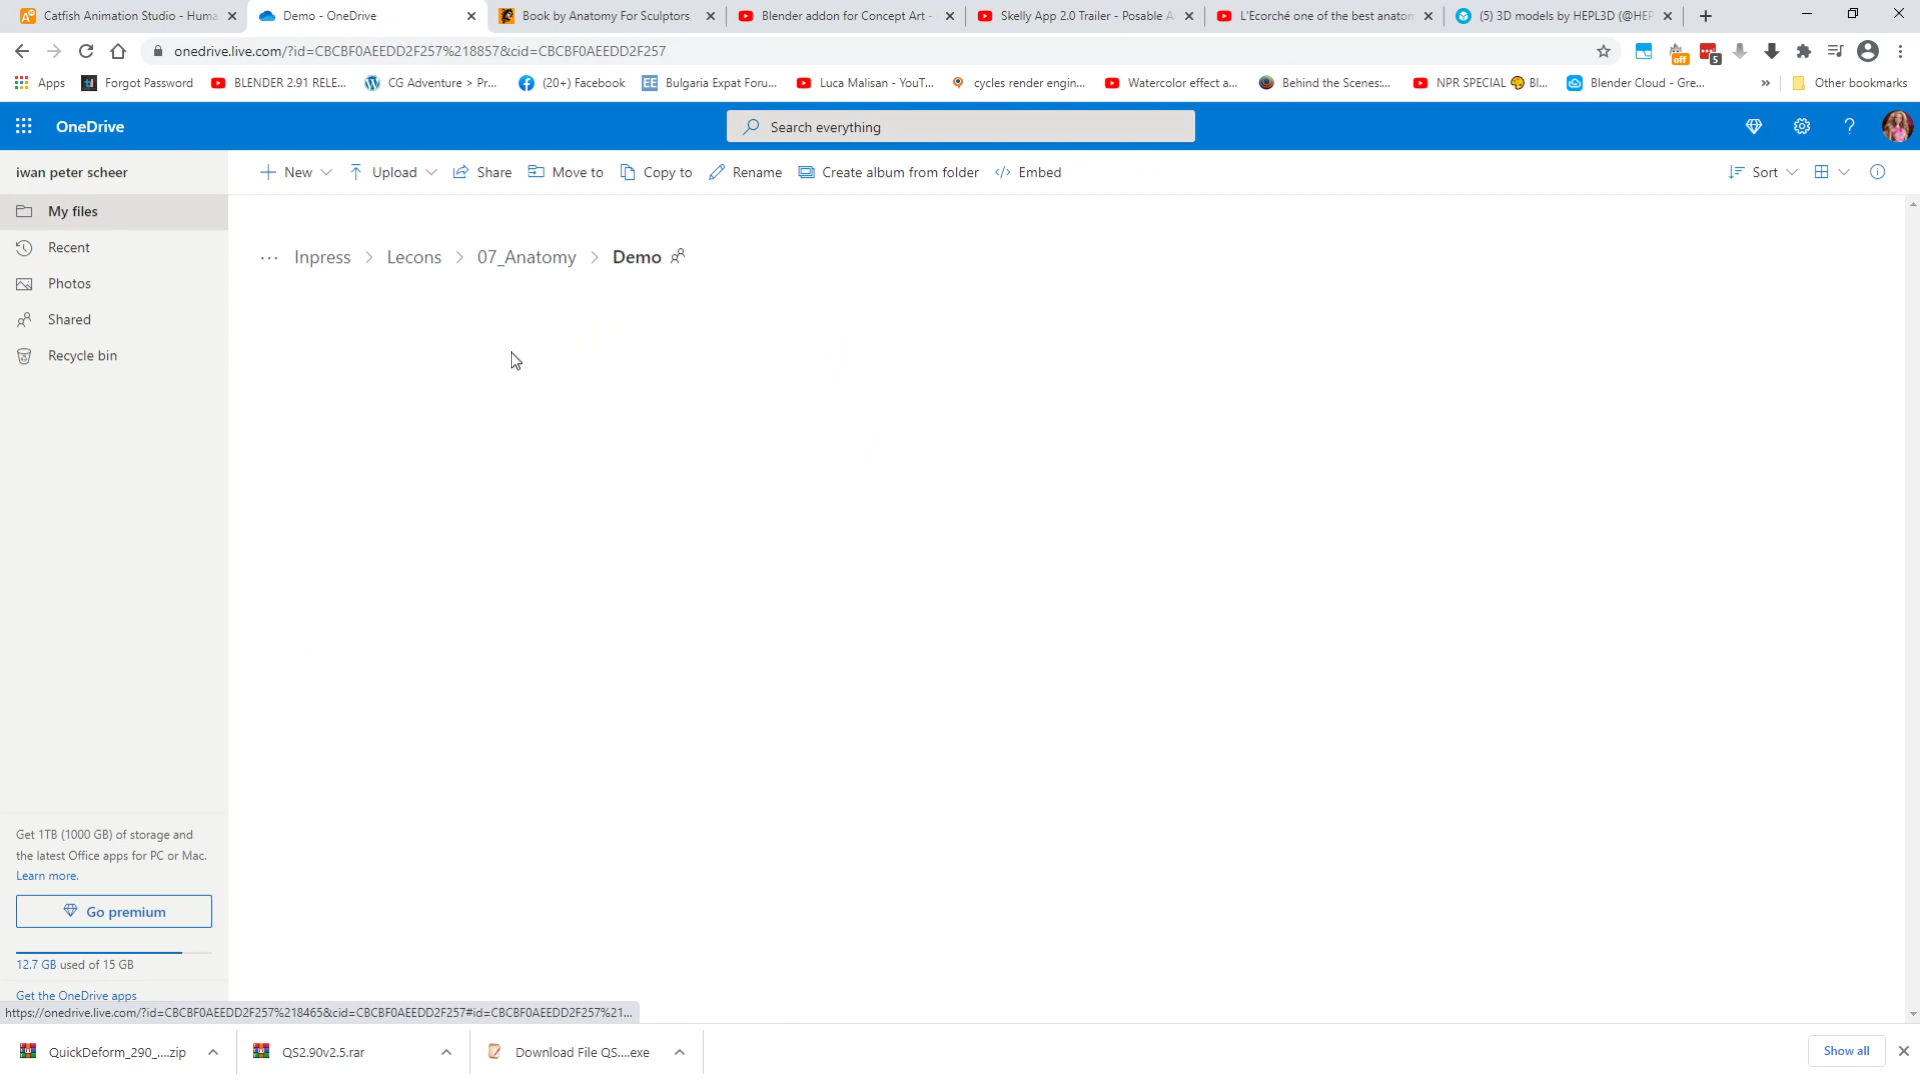 Catfish Animation Studio - Huma
Demo - OneDrive
Book by Anatomy For Sculptors
Blender addon for Concept Art -
Skelly App 2.0 Trailer - Posable A
L'Ecorché one of the best anaton
(5) 3D models by HEPL3D (@HEP
onedrive.live.com/?id=CBCBF0AEEDD2F257%218857&cid=CBCBF0AEEDD2F257
off
5
Apps
Forgot Password
BLENDER 2.91 RELE...
CG Adventure > Pr...
(20+) Facebook
EE
Bulgaria Expat Foru...
Luca Malisan - YouT...
cycles render engin...
Watercolor effect a...
Behind the Scenes:...
NPR SPECIAL 🧐 Bl...
Blender Cloud - Gre...
»
Other bookmarks
OneDrive
Search everything
iwan peter scheer
New
Upload
Share
Move to
Copy to
Rename
Create album from folder
Embed
Sort
My files
Recent
Photos
Shared
Recycle bin
··· Inpress > Lecons > 07_Anatomy > Demo
Get 1TB (1000 GB) of storage and
the latest Office apps for PC or Mac.
Learn more.
Go premium
12.7 GB used of 15 GB
Get the OneDrive apps
https://onedrive.live.com/?id=CBCBF0AEEDD2F257%218465&cid=CBCBF0AEEDD2F257#id=CBCBF0AEEDD2F257%21...
QuickDeform_290_....zip
QS2.90v2.5.rar
Download File QS....exe
Show all